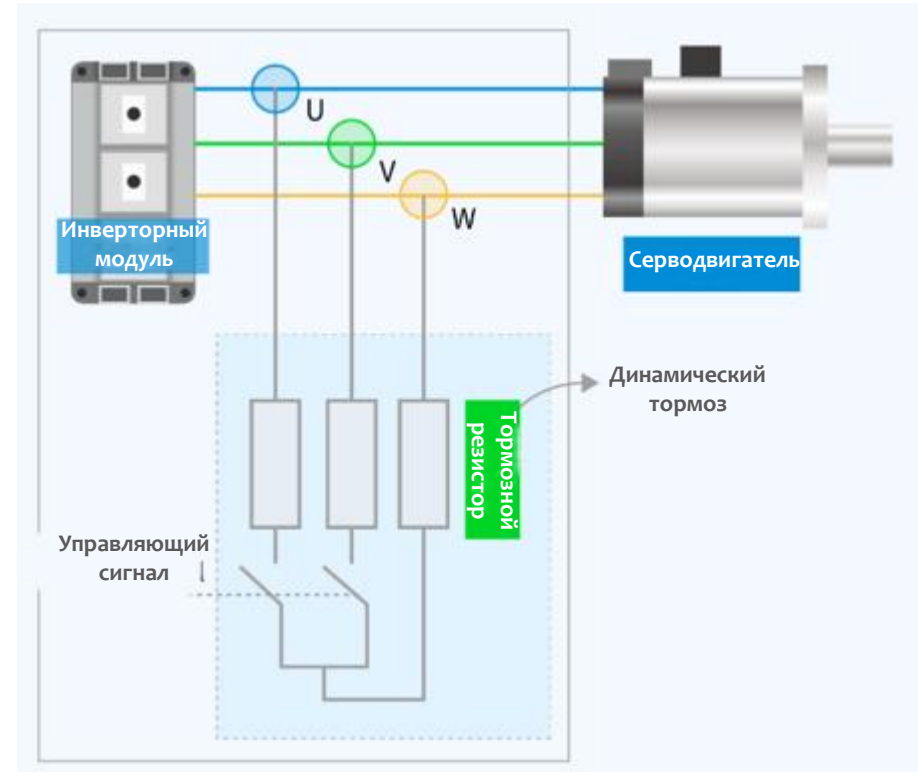 U
V
W
Инверторный
модуль
Серводвигатель
Динамический
тормоз
Тормозной
резистор
Управляющий
сигнал